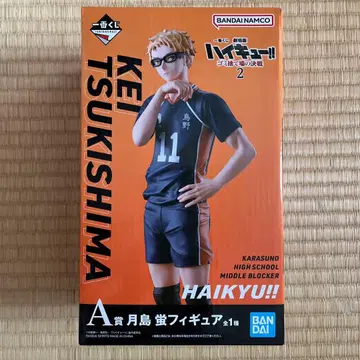 一番くじ
BANDAI NAMCO
一番くじ 劇場版
ハイキュー!!
ゴミ捨て場の決戦
2
KEI
TSUKISHIMA
烏野
11
KARASUNO
HIGH SCHOOL
MIDDLE BLOCKER
HAIKYU!!
A賞 月島 蛍フィギュア 全1種
BAN
DAI